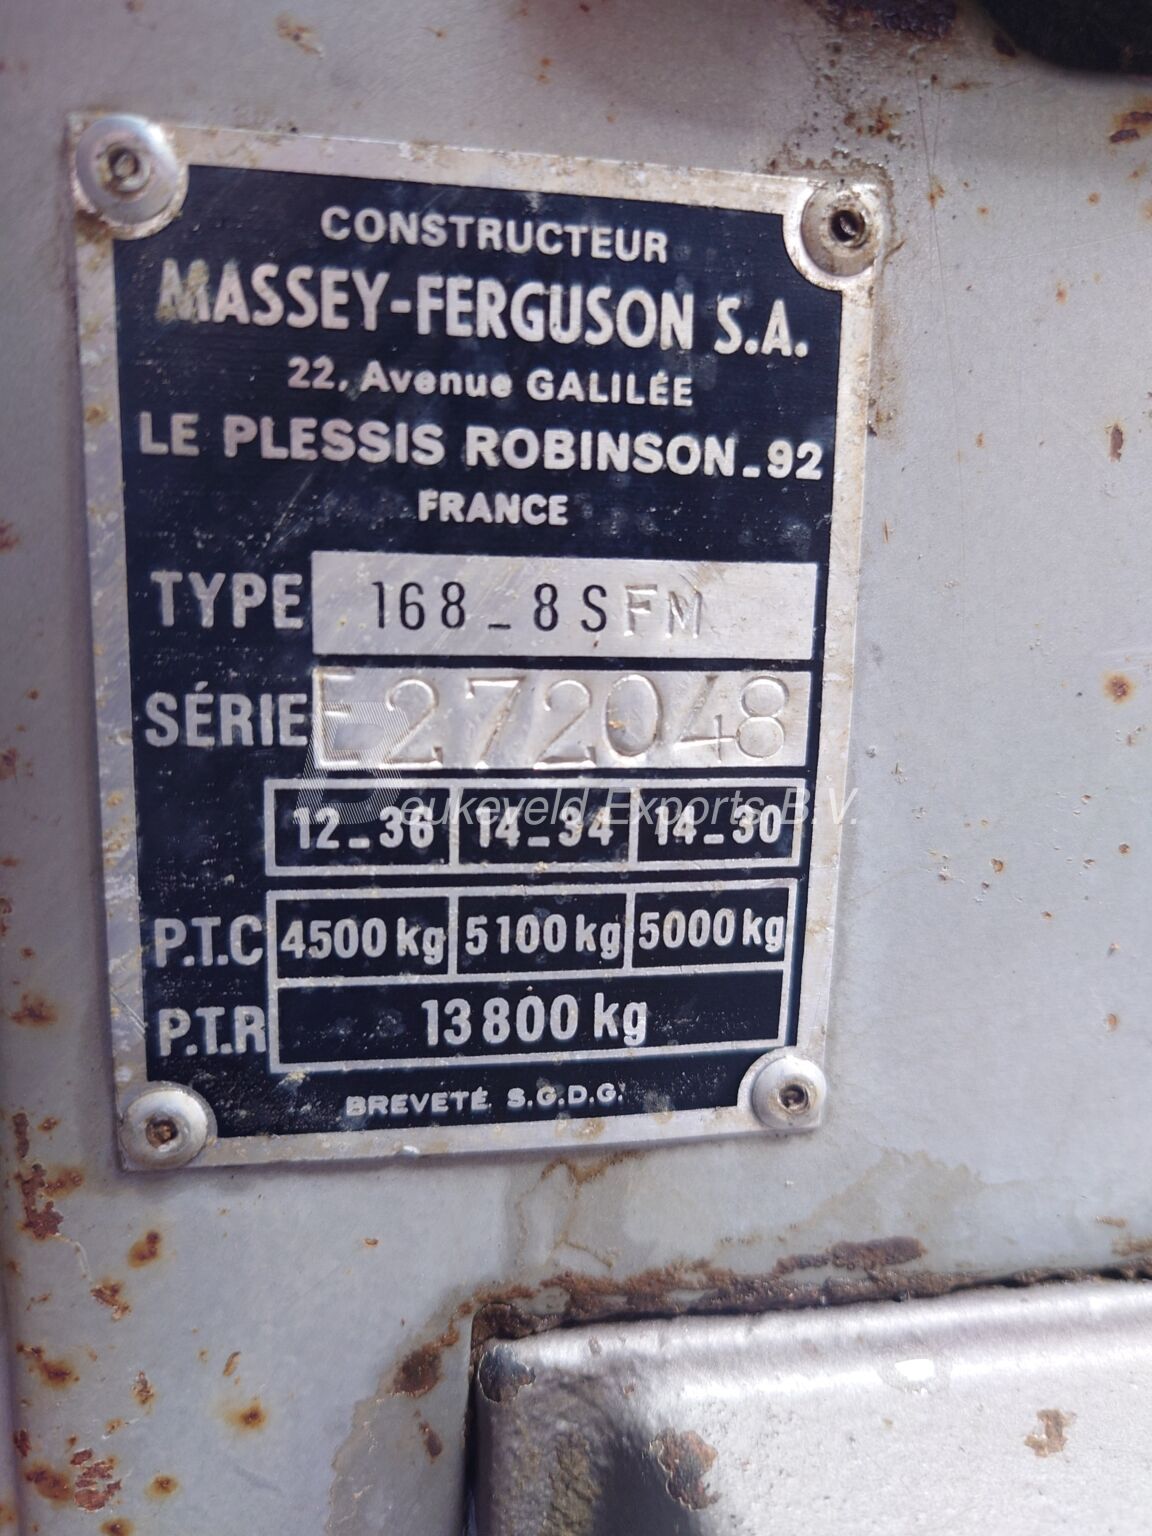 CONSTRUCTEUR
MASSEY-FERGUSON S.A.
22, Avenue GALILÉE
LE PLESSIS ROBINSON_92
FRANCE
TYPE 168_8SFM
SÉRIE E272048
Beukeveld Exports B.V.
12_36 14_34 14_30
P.T.C 4500 kg 5100 kg 5000 kg
P.T.R 13800 kg
BREVETÉ S.G.D.G.